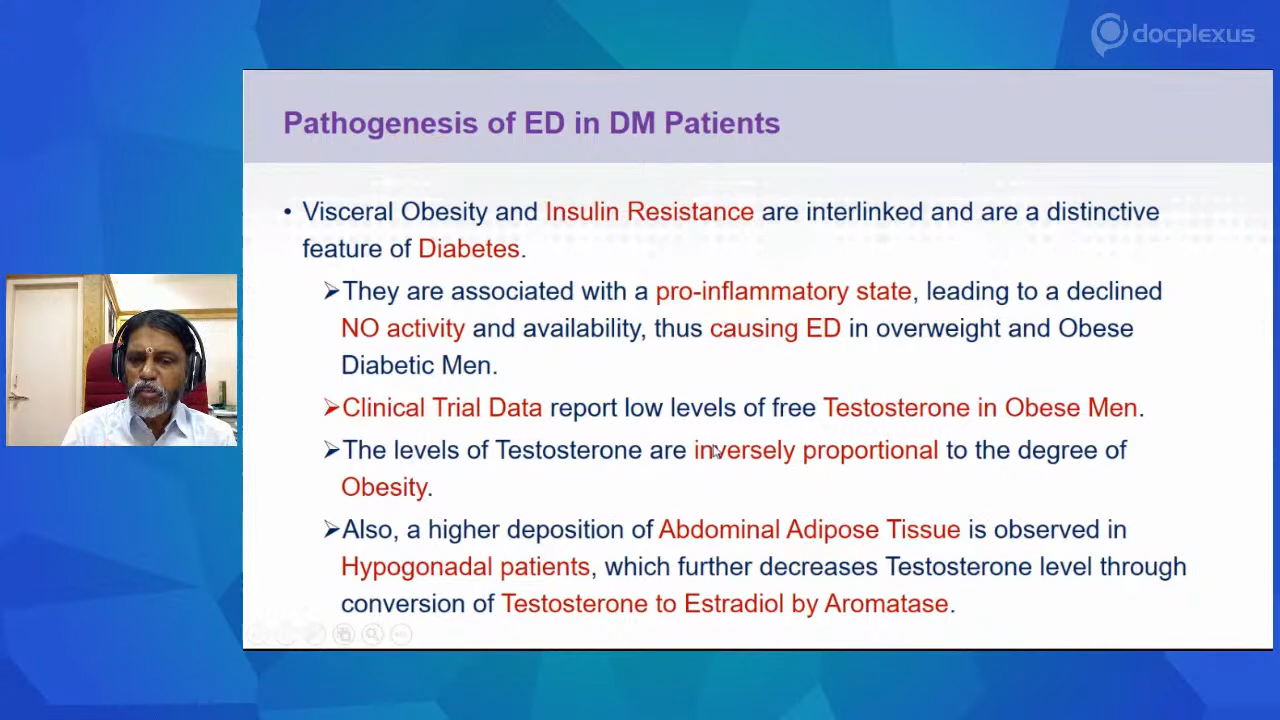 docplexus
Pathogenesis of ED in DM Patients
• Visceral Obesity and Insulin Resistance are interlinked and are a distinctive
feature of Diabetes.
➢They are associated with a pro-inflammatory state, leading to a declined
NO activity and availability, thus causing ED in overweight and Obese
Diabetic Men.
➢Clinical Trial Data report low levels of free Testosterone in Obese Men.
➢The levels of Testosterone are inversely proportional to the degree of
Obesity.
➢Also, a higher deposition of Abdominal Adipose Tissue is observed in
Hypogonadal patients, which further decreases Testosterone level through
conversion of Testosterone to Estradiol by Aromatase.